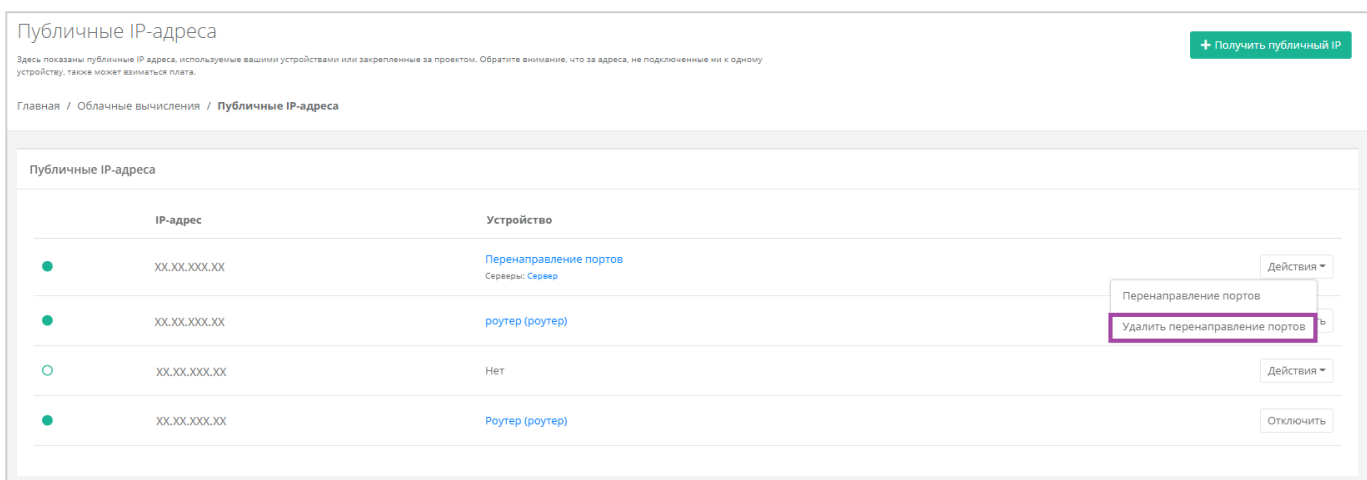 Публичные IP-адреса
+ Получить публичный IP
Здесь показаны публичные IP адреса, используемые вашими устройствами или закрепленные за проектом. Обратите внимание, что за адреса, не подключенные ни к одному
устройству, также может взиматься плата.
Главная / Облачные вычисления / Публичные IP-адреса
Публичные IP-адреса
IP-адрес Устройство
XX.XX.XXX.XX Перенаправление портов Действия
Серверы: Сервер
Перенаправление портов
XX.XX.XXX.XX роутер (роутер) Удалить перенаправление портов ть
XX.XX.XXX.XX Нет Действия
XX.XX.XXX.XX Роутер (роутер) Отключить